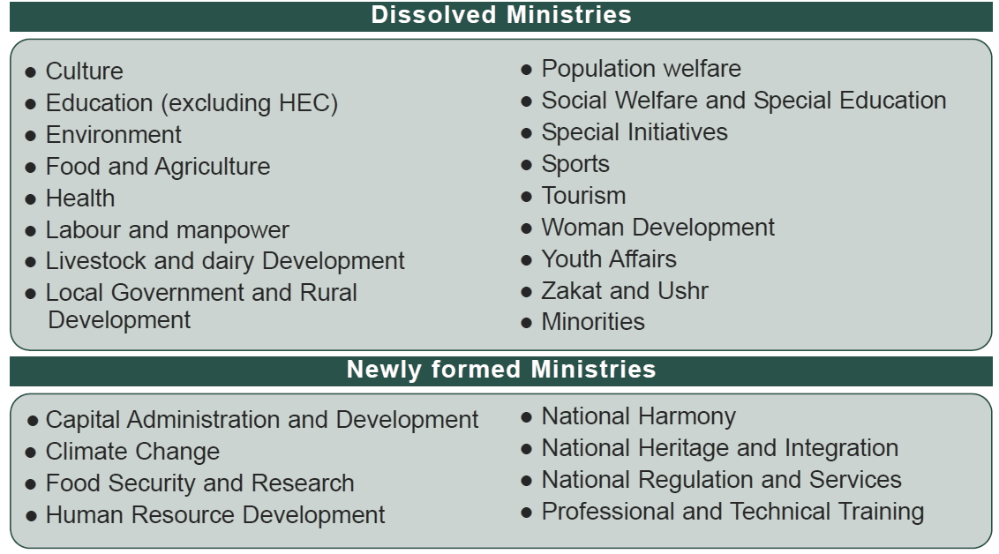 Dissolved Ministries
● Culture
● Education (excluding HEC)
● Environment
● Food and Agriculture
● Health
● Labour and manpower
● Livestock and dairy Development
● Local Government and Rural
Development
● Population welfare
● Social Welfare and Special Education
● Special Initiatives
● Sports
● Tourism
● Woman Development
● Youth Affairs
● Zakat and Ushr
● Minorities
Newly formed Ministries
● Capital Administration and Development
● Climate Change
● Food Security and Research
● Human Resource Development
● National Harmony
● National Heritage and Integration
● National Regulation and Services
● Professional and Technical Training